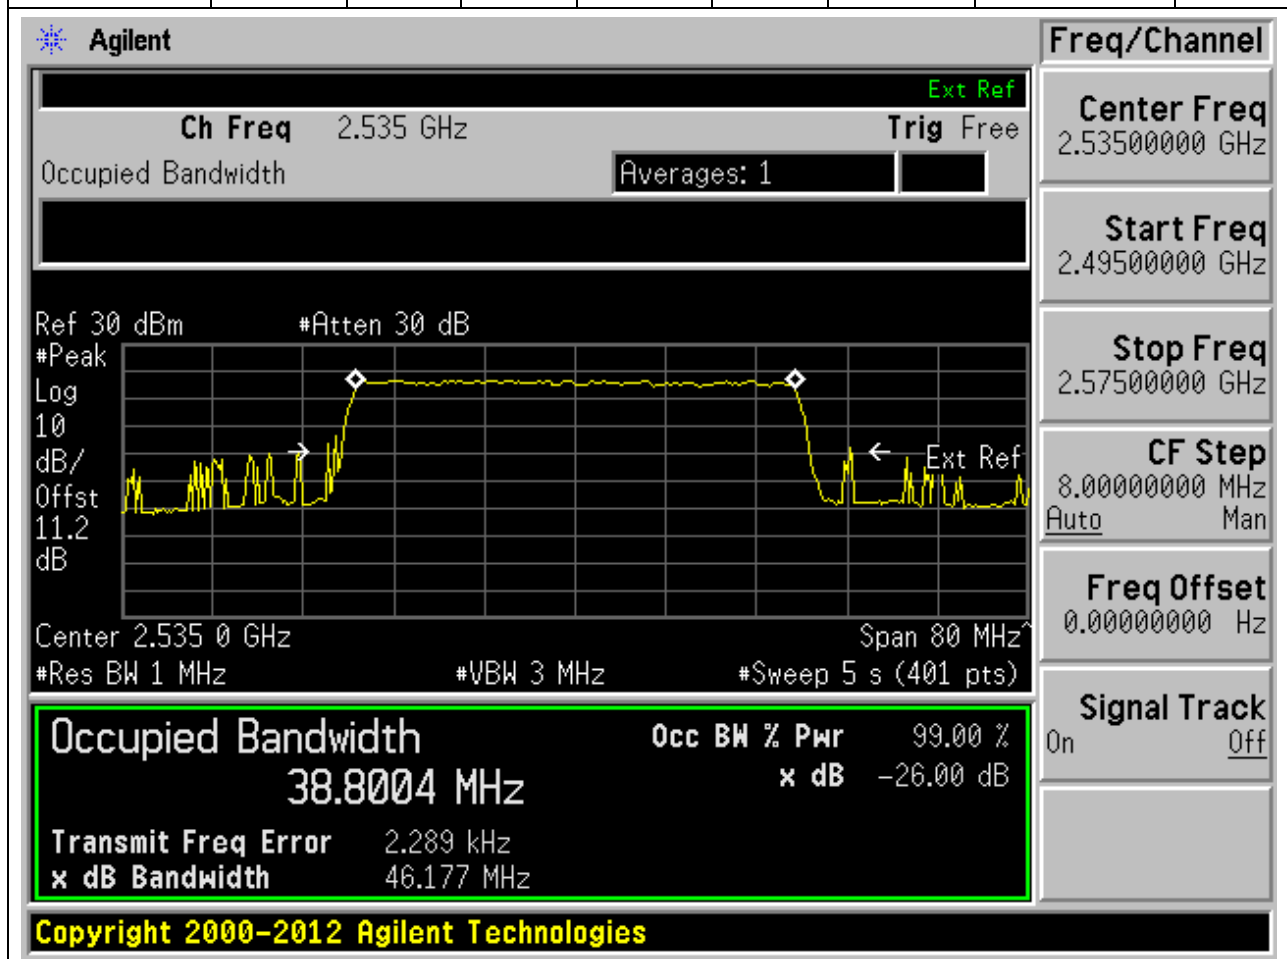 Agilent
Freq/Channel
Ext Ref
Ch Freq 2.535 GHz Trig Free
Occupied Bandwidth Averages: 1
Center Freq
2.53500000 GHz
Start Freq
2.49500000 GHz
Stop Freq
2.57500000 GHz
CF Step
8.00000000 MHz
Auto Man
Freq Offset
0.00000000 Hz
Signal Track
On Off
Ref 30 dBm #Atten 30 dB
#Peak
Log
10
dB/
Offst
11.2
dB
Ext Ref
Center 2.535 0 GHz Span 80 MHz^
#Res BW 1 MHz #VBW 3 MHz #Sweep 5 s (401 pts)
Occupied Bandwidth Occ BW % Pwr 99.00 %
38.8004 MHz x dB -26.00 dB
Transmit Freq Error 2.289 kHz
x dB Bandwidth 46.177 MHz
Copyright 2000-2012 Agilent Technologies